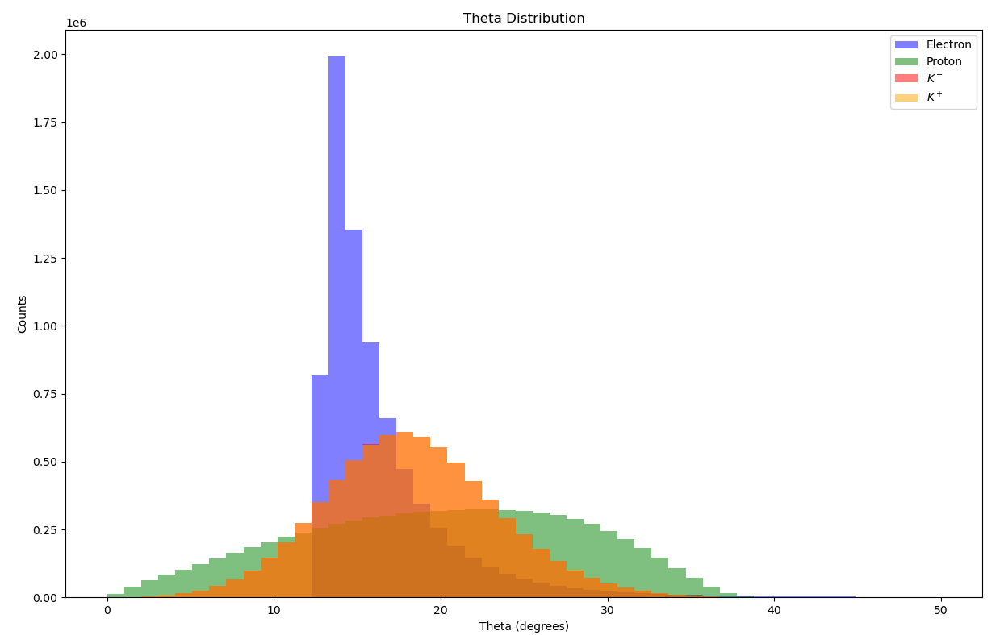 Theta Distribution
1e6
2.00
1.75
1.50
1.25
1.00
0.75
0.50
0.25
0.00
Counts
0 10 20 30 40 50
Theta (degrees)
Electron
Proton
K⁻
K⁺